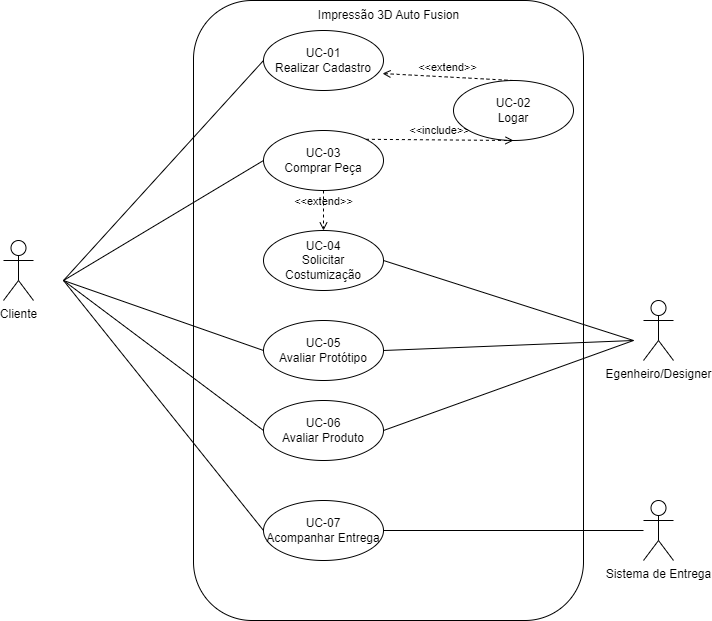 Impressão 3D Auto Fusion
UC-01
Realizar Cadastro
<<extend>>
UC-02
Logar
<<include>>
UC-03
Comprar Peça
<<extend>>
UC-04
Solicitar
Costumização
Cliente
UC-05
Avaliar Protótipo
Egenheiro/Designer
UC-06
Avaliar Produto
UC-07
Acompanhar Entrega
Sistema de Entrega